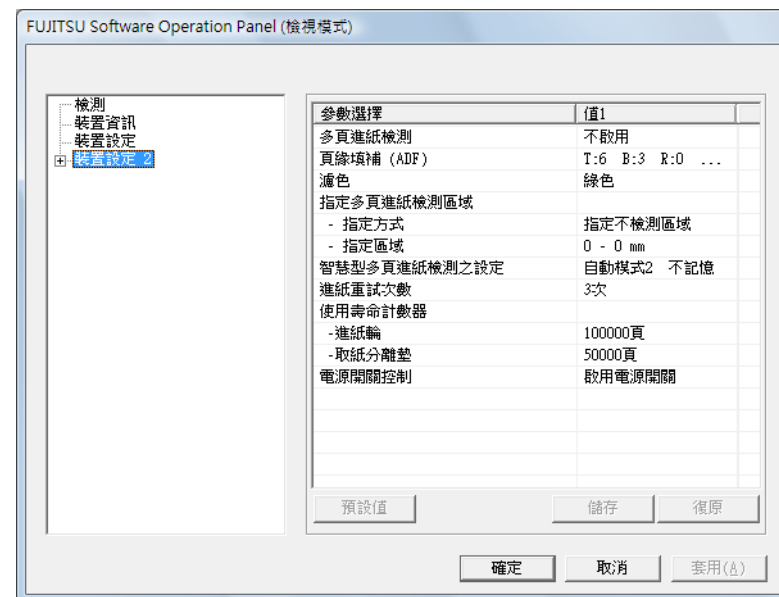 FUJITSU Software Operation Panel (檢視模式)
檢測
裝置資訊
裝置設定
裝置設定 2
參數選擇 值1
多頁進紙檢測 不啟用
頁緣填補 (ADF) T:6 B:3 R:0 ...
濾色 綠色
指定多頁進紙檢測區域
- 指定方式 指定不檢測區域
- 指定區域 0 - 0 mm
智慧型多頁進紙檢測之設定 自動模式2 不記憶
進紙重試次數 3次
使用壽命計數器
-進紙輪 100000頁
-取紙分離墊 50000頁
電源開關控制 啟用電源開關
預設值 儲存 復原
確定 取消 套用(A)